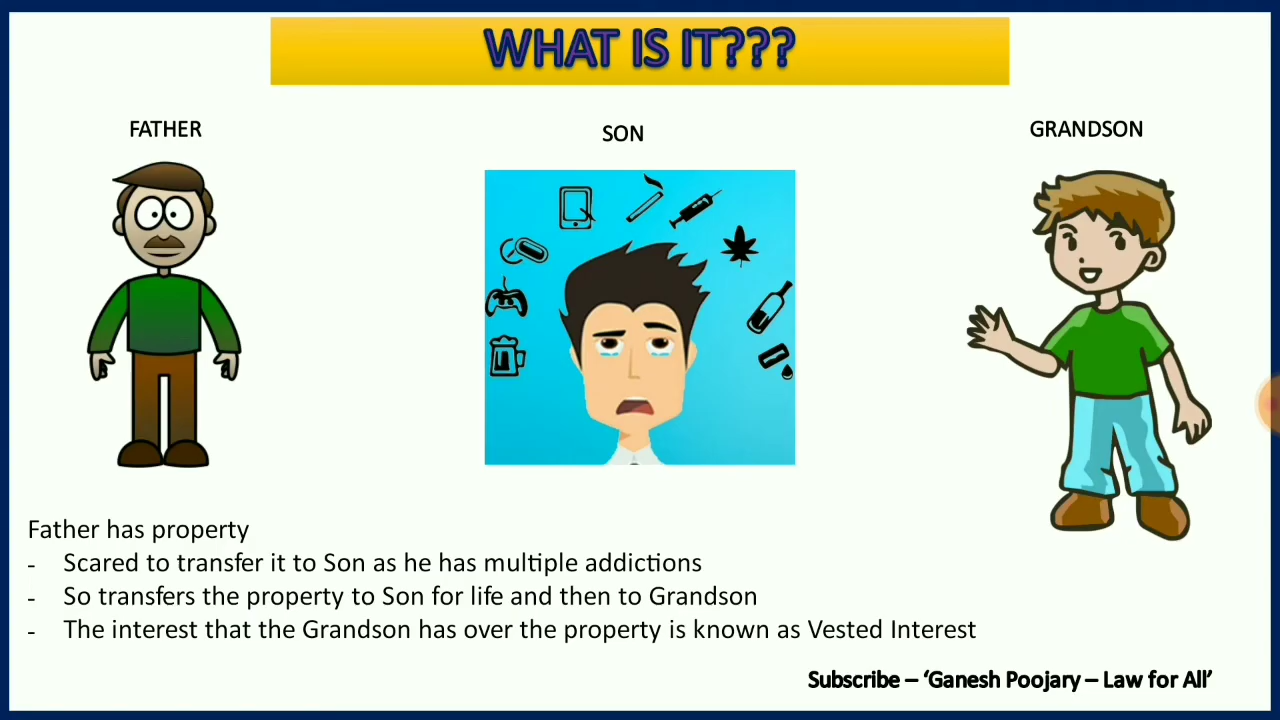 WHAT IS IT???
FATHER
SON
GRANDSON
Father has property
- Scared to transfer it to Son as he has multiple addictions
- So transfers the property to Son for life and then to Grandson
- The interest that the Grandson has over the property is known as Vested Interest
Subscribe – ‘Ganesh Poojary – Law for All’